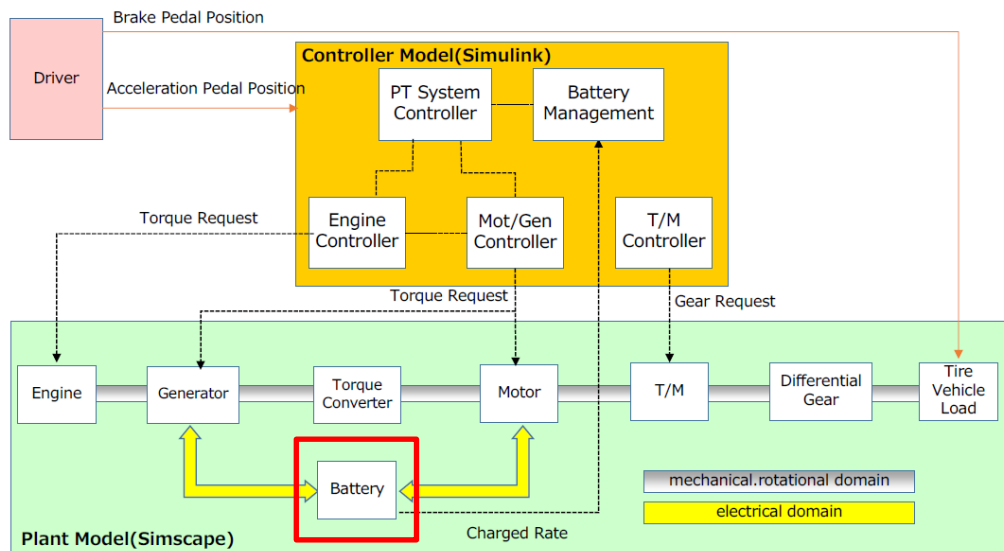 Brake Pedal Position
Driver
Acceleration Pedal Position
Controller Model(Simulink)
PT System
Controller
Battery
Management
Engine
Controller
Mot/Gen
Controller
T/M
Controller
Torque Request
Torque Request
Gear Request
Engine
Generator
Torque
Converter
Motor
T/M
Differential
Gear
Tire
Vehicle
Load
Battery
mechanical.rotational domain
electrical domain
Charged Rate
Plant Model(Simscape)